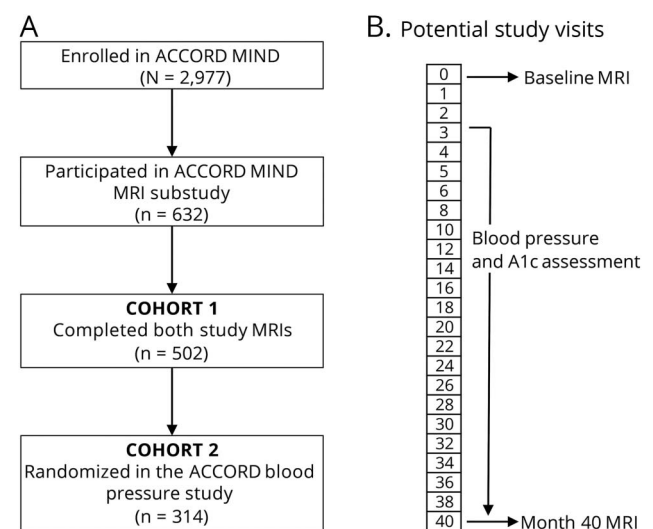 A
Enrolled in ACCORD MIND
(N = 2,977)
Participated in ACCORD MIND
MRI substudy
(n = 632)
COHORT 1
Completed both study MRIs
(n = 502)
COHORT 2
Randomized in the ACCORD blood
pressure study
(n = 314)
B. Potential study visits
0
Baseline MRI
1
2
3
4
5
6
8
10
12
14
16
18
20
22
24
26
28
30
32
34
36
38
40
Blood pressure
and A1c assessment
Month 40 MRI